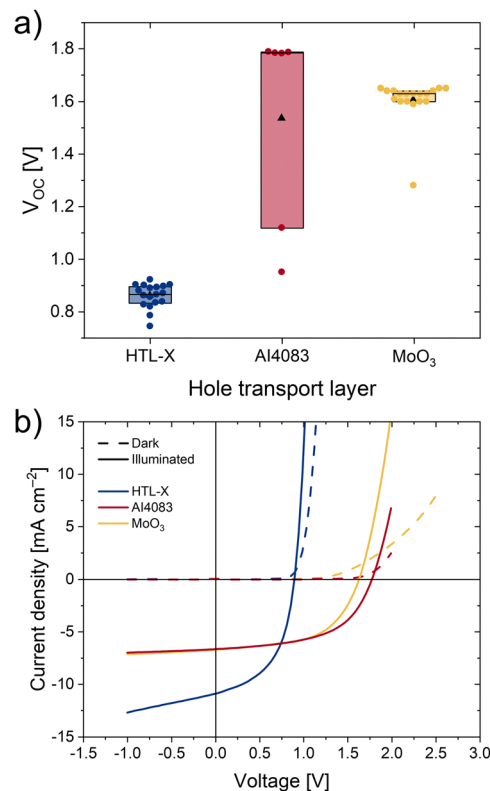 a)
1.8
1.6
1.4
1.2
1.0
0.8
V_OC [V]
HTL-X
AI4083
MoO₃
Hole transport layer
b)
15
10
5
0
-5
-10
-15
Current density [mA cm⁻²]
Dark
Illuminated
HTL-X
AI4083
MoO₃
-1.5 -1.0 -0.5 0.0 0.5 1.0 1.5 2.0 2.5 3.0
Voltage [V]